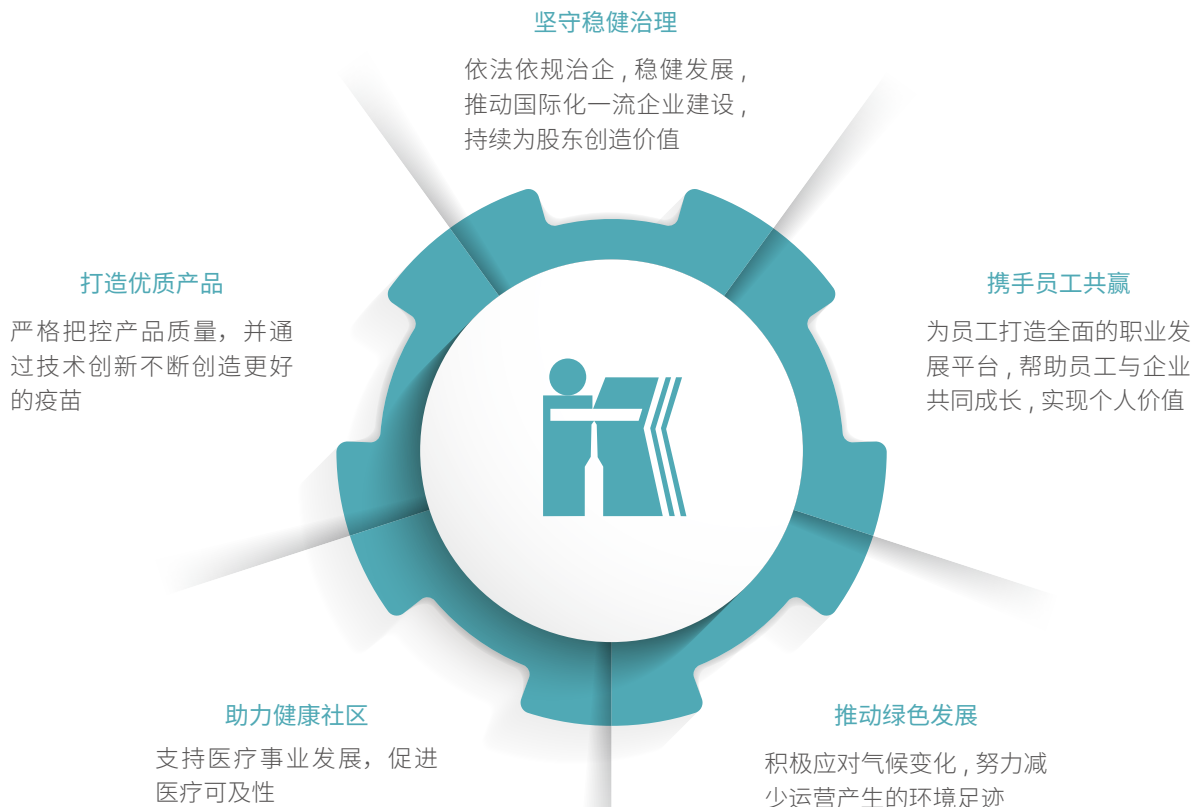 坚守稳健治理
依法依规治企 , 稳健发展 ,
推动国际化一流企业建设 ,
持续为股东创造价值
打造优质产品
严格把控产品质量，并通
过技术创新不断创造更好
的疫苗
携手员工共赢
为员工打造全面的职业发
展平台 , 帮助员工与企业
共同成长 , 实现个人价值
助力健康社区
支持医疗事业发展，促进
医疗可及性
推动绿色发展
积极应对气候变化 , 努力减
少运营产生的环境足迹